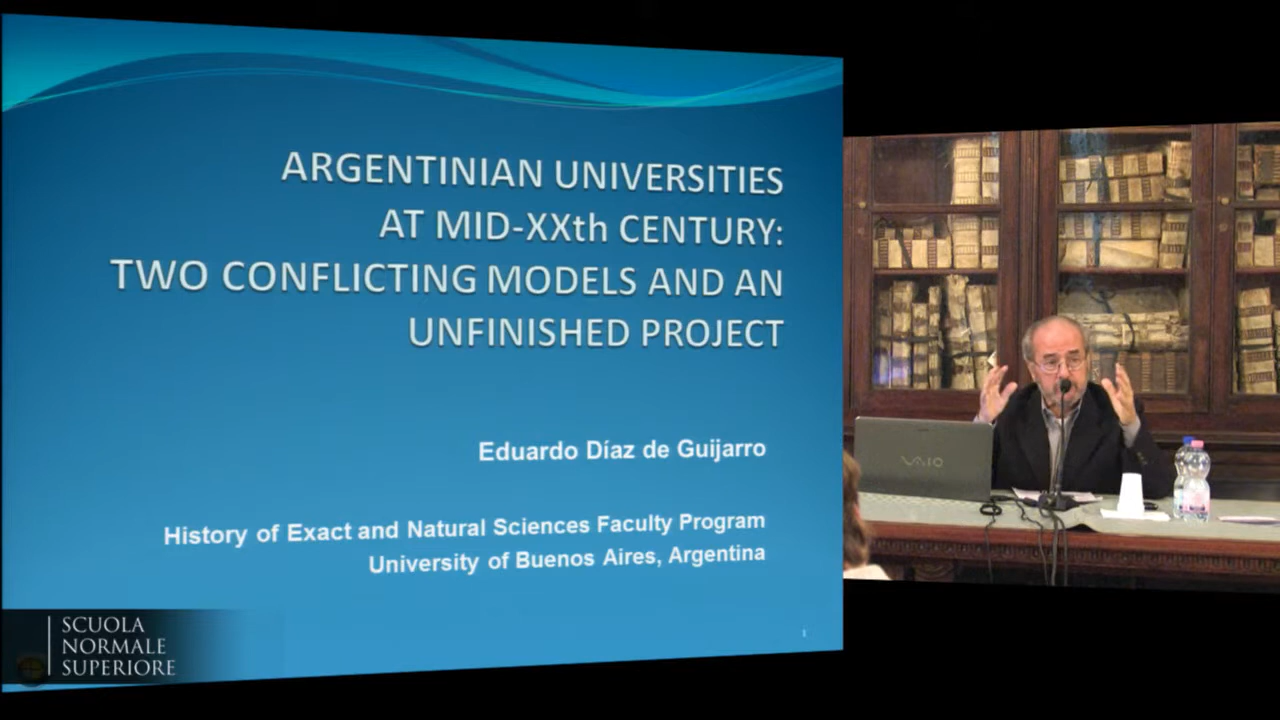 ARGENTINIAN UNIVERSITIES
AT MID-XXth CENTURY:
TWO CONFLICTING MODELS AND AN
UNFINISHED PROJECT
Eduardo Díaz de Guijarro
History of Exact and Natural Sciences Faculty Program
University of Buenos Aires, Argentina
1
SCUOLA
NORMALE
SUPERIORE
VAIO